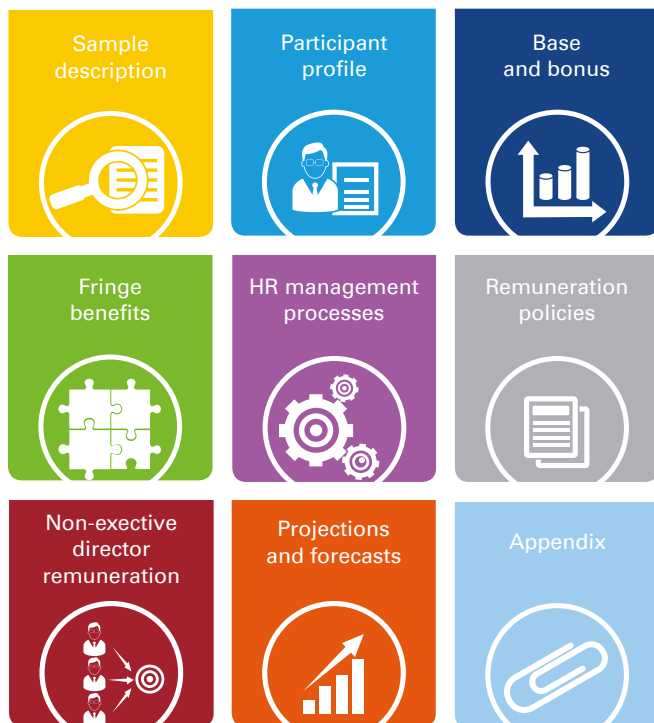 Sample
description
Participant
profile
Base
and bonus
Fringe
benefits
HR management
processes
Remuneration
policies
Non-exective
director
remuneration
Projections
and forecasts
Appendix